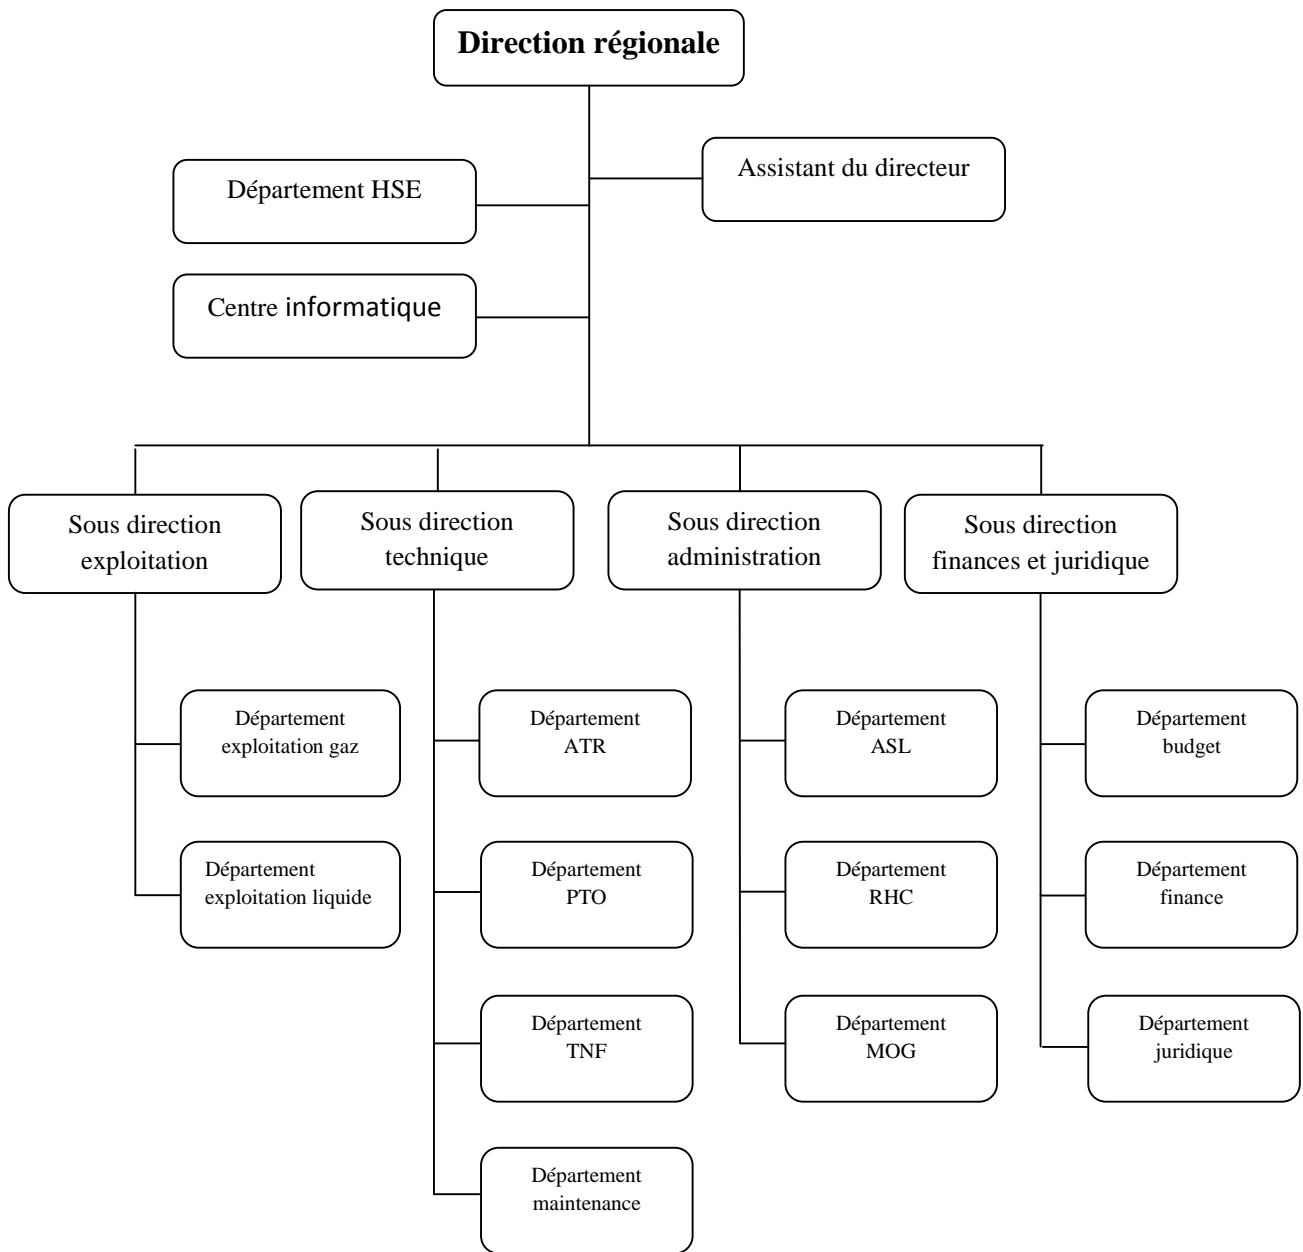 Direction régionale
Assistant du directeur
Département HSE
Centre informatique
Sous direction
exploitation
Sous direction
technique
Sous direction
administration
Sous direction
finances et juridique
Département
exploitation gaz
Département
ATR
Département
ASL
Département
budget
Département
exploitation liquide
Département
PTO
Département
RHC
Département
finance
Département
TNF
Département
MOG
Département
juridique
Département
maintenance